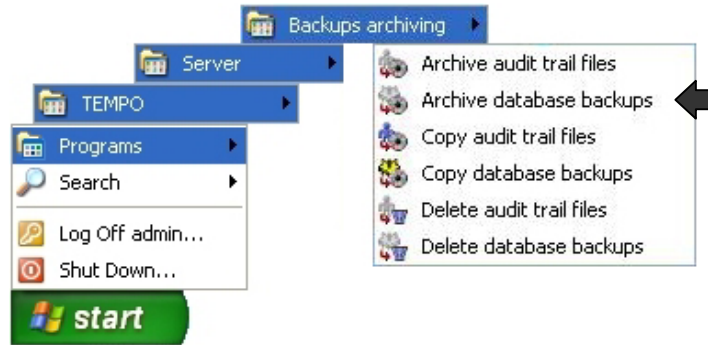 Backups archiving
Server
TEMPO
Programs
Search
Log Off admin...
Shut Down...
start
Archive audit trail files
Archive database backups
Copy audit trail files
Copy database backups
Delete audit trail files
Delete database backups